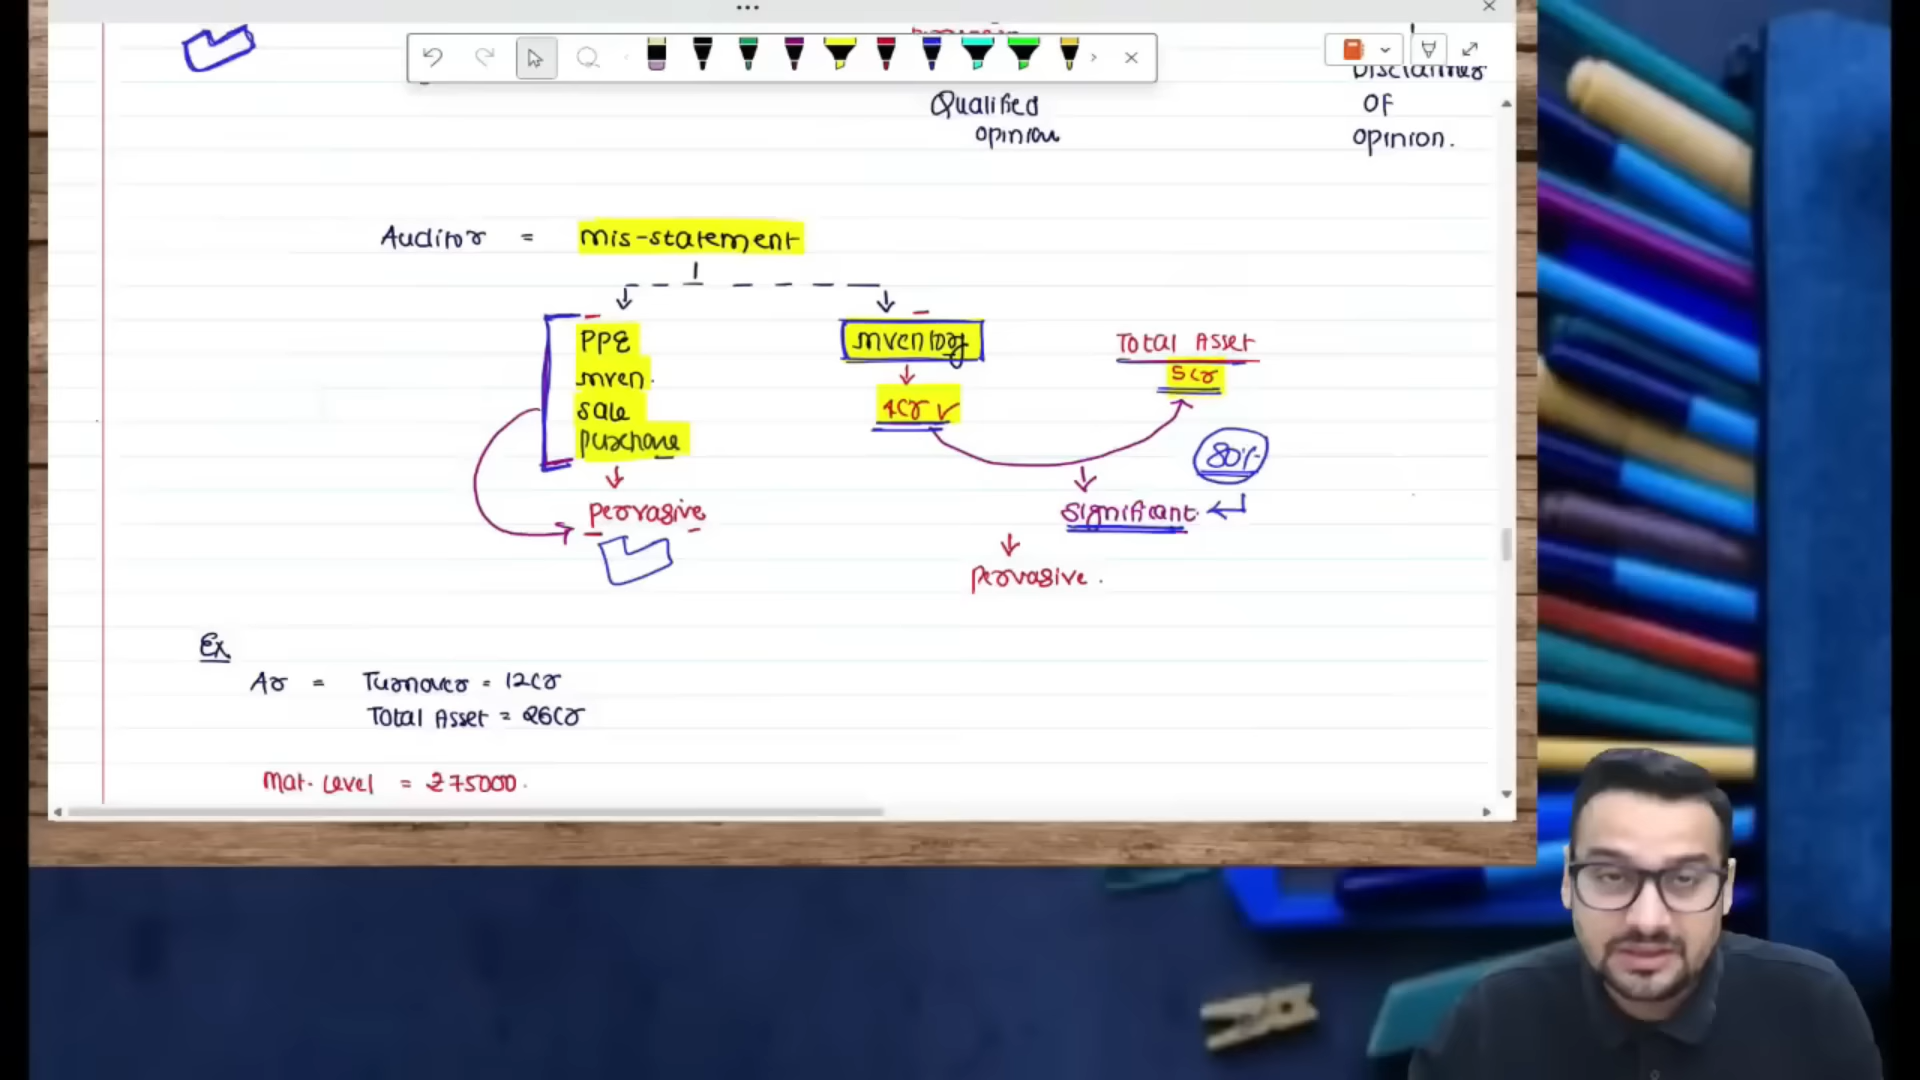 Disclaimer
Qualified
opinion
OF
opinion.
Auditor = mis-statement
PPE
inven.
sale
purchase
pervasive
inventory
4cr
Total Asset
5cr
80%
significant
pervasive.
Ex
Ar = Turnover = 12cr
Total Asset = 26cr
Mat. Level = ₹75000.